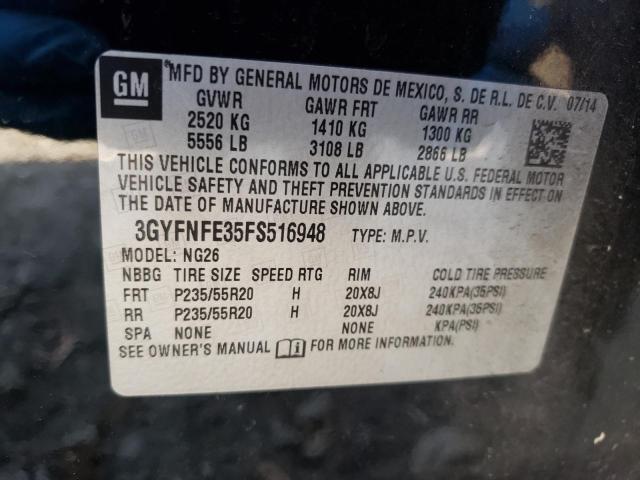 GM
MFD BY GENERAL MOTORS DE MEXICO, S. DE R.L. DE C.V. 07/14
GVWR GAWR FRT GAWR RR
2520 KG 1410 KG 1300 KG
5556 LB 3108 LB 2866 LB
THIS VEHICLE CONFORMS TO ALL APPLICABLE U.S. FEDERAL MOTOR
VEHICLE SAFETY AND THEFT PREVENTION STANDARDS IN EFFECT ON
THE DATE OF MANUFACTURE SHOWN ABOVE.
3GYFNFE35FS516948 TYPE: M.P.V.
MODEL: NG26
NBBG TIRE SIZE SPEED RTG RIM COLD TIRE PRESSURE
FRT P235/55R20 H 20X8J 240KPA(35PSI)
RR P235/55R20 H 20X8J 240KPA(35PSI)
SPA NONE NONE KPA(PSI)
SEE OWNER'S MANUAL FOR MORE INFORMATION.